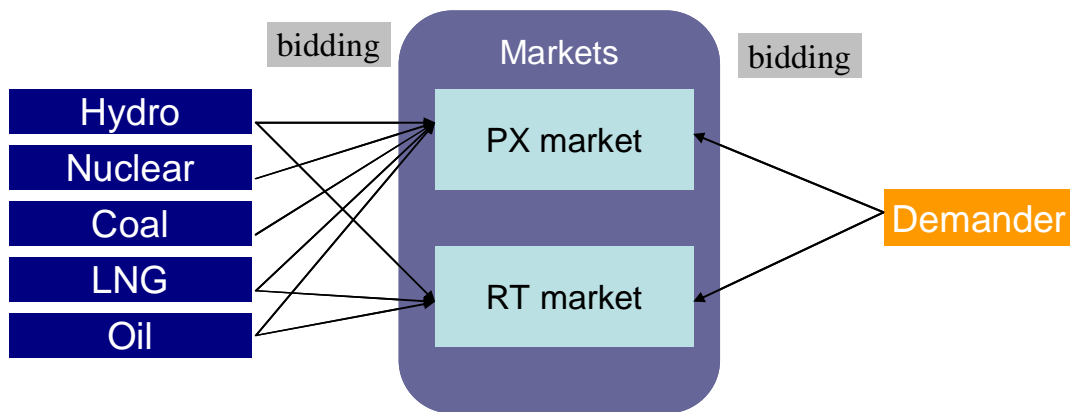 bidding
Markets
bidding
Hydro
Nuclear
Coal
LNG
Oil
PX market
RT market
Demander